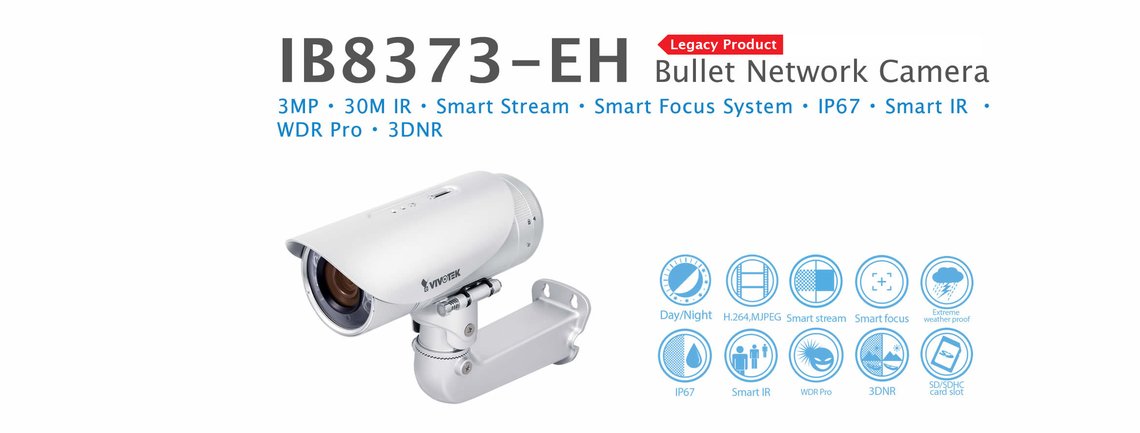 IB8373-EH
Legacy Product
Bullet Network Camera
3MP • 30M IR • Smart Stream • Smart Focus System • IP67 • Smart IR •
WDR Pro • 3DNR
VIVOTEK
Day/Night
H.264,MJPEG
Smart stream
Smart focus
Extreme
weather proof
IP67
Smart IR
WDR Pro
3DNR
SD/SDHC
card slot